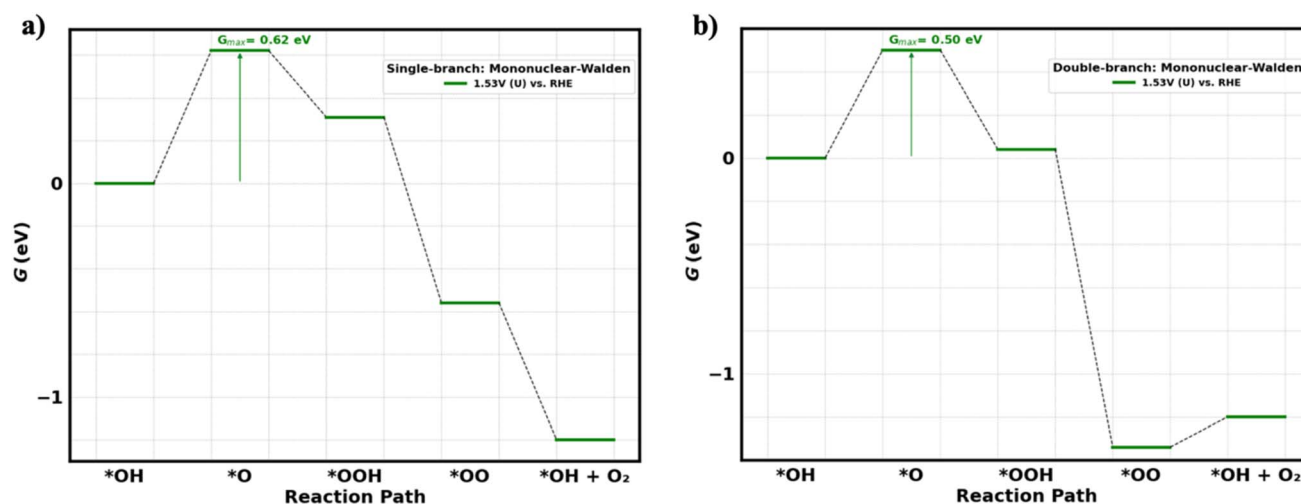 a)
G_max= 0.62 eV
Single-branch: Mononuclear-Walden
1.53V (U) vs. RHE
0
−1
G (eV)
*OH
*O
*OOH
*OO
*OH + O₂
Reaction Path
b)
G_max= 0.50 eV
Double-branch: Mononuclear-Walden
1.53V (U) vs. RHE
0
−1
G (eV)
*OH
*O
*OOH
*OO
*OH + O₂
Reaction Path